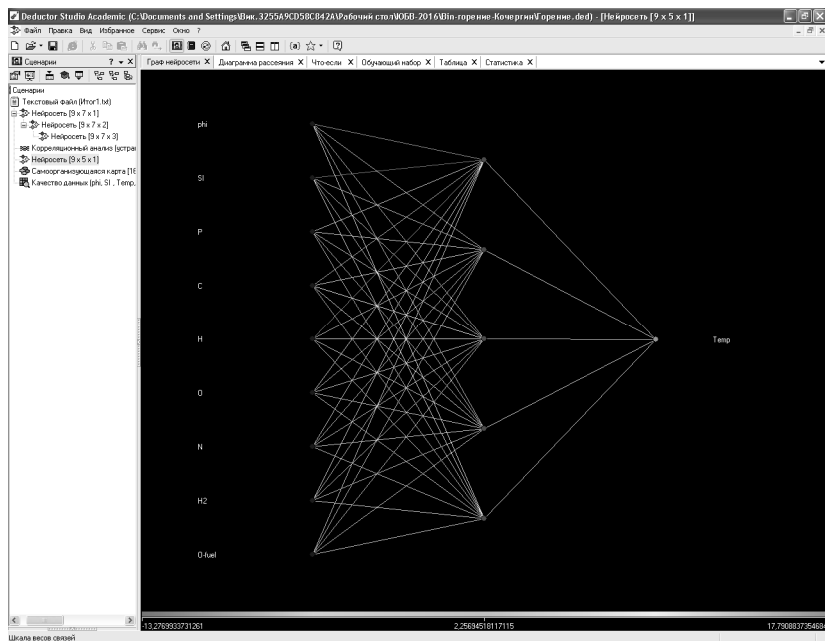 Deductor Studio Academic (C:\Documents and Settings\Вик.3255A9CD58C842A\Рабочий стол\ЮБВ-2016\Bin-горение-Кочергин\Горение.ded) - [Нейросеть [9 x 5 x 1]]
Файл Правка Вид Избранное Сервис Окно ?
Сценарии
Граф нейросети X Диаграмма рассеяния X Что-если X Обучающий набор X Таблица X Статистика X
Сценарии
Текстовый файл (Итог1.txt)
Нейросеть [9 x 7 x 1]
Нейросеть [9 x 7 x 2]
Нейросеть [9 x 7 x 3]
Корреляционный анализ (устра
Нейросеть [9 x 5 x 1]
Самоорганизующаяся карта [16
Качество данных (phi, SI , Temp,
phi
SI
P
C
H
Temp
O
N
H2
O-fuel
-13,2769933731261
2,25694518117115
17,7908837354684
Шкала весов связей